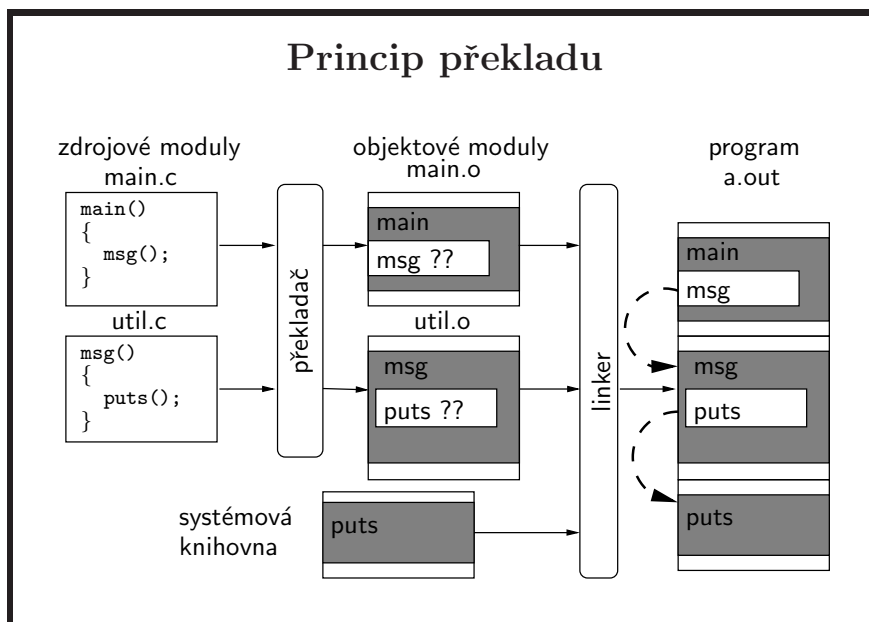 Princip překladu
zdrojové moduly
main.c
main()
{
msg();
}
util.c
msg()
{
puts();
}
překladač
objektové moduly
main.o
main
msg ??
util.o
msg
puts ??
systémová
knihovna
puts
linker
program
a.out
main
msg
msg
puts
puts